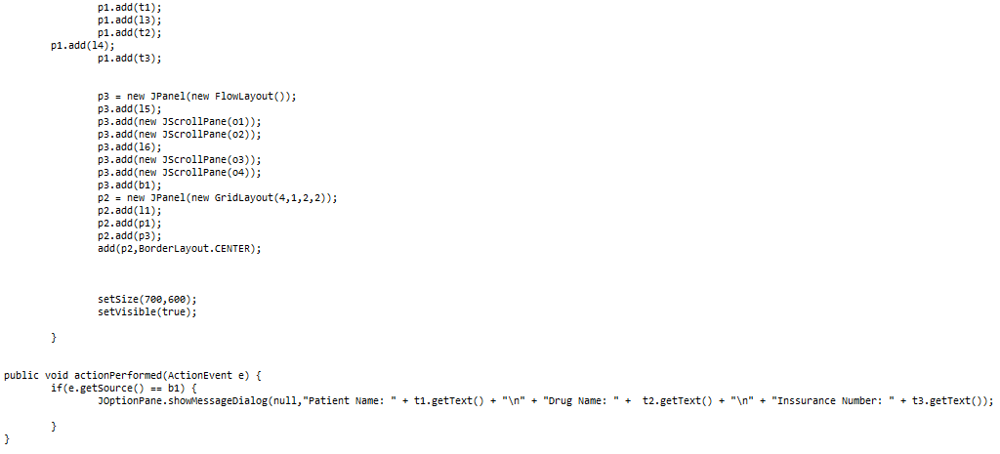 p1.add(t1);
p1.add(l3);
p1.add(t2);
p1.add(l4);
p1.add(t3);
p3 = new JPanel(new FlowLayout());
p3.add(l5);
p3.add(new JScrollPane(o1));
p3.add(new JScrollPane(o2));
p3.add(l6);
p3.add(new JScrollPane(o3));
p3.add(new JScrollPane(o4));
p3.add(b1);
p2 = new JPanel(new GridLayout(4,1,2,2));
p2.add(l1);
p2.add(p1);
p2.add(p3);
add(p2,BorderLayout.CENTER);
setSize(700,600);
setVisible(true);
}
public void actionPerformed(ActionEvent e) {
if(e.getSource() == b1) {
JOptionPane.showMessageDialog(null,"Patient Name: " + t1.getText() + "\n" + "Drug Name: " +  t2.getText() + "\n" + "Inssurance Number: " + t3.getText());
}
}